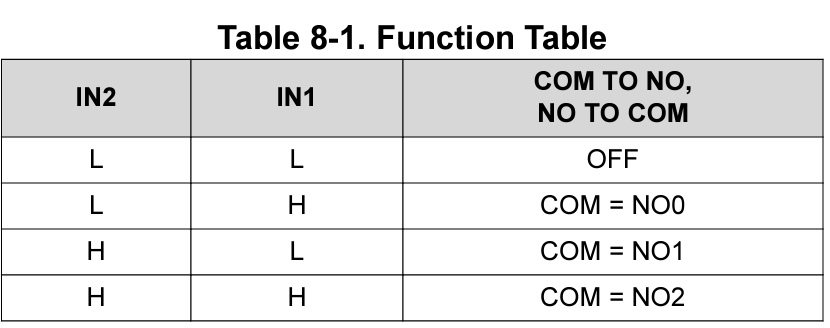 Table 8-1. Function Table
IN2 IN1 COM TO NO,
NO TO COM
L L OFF
L H COM = NO0
H L COM = NO1
H H COM = NO2